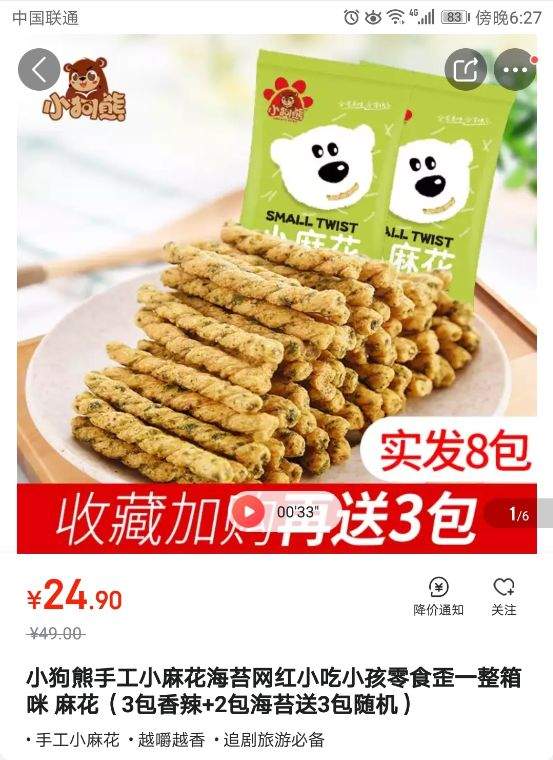 中国联通
4G 83 傍晚6:27
小狗熊
小狗熊
SMALL TWIST
小麻花
ALL TWIST
麻花
实发8包
收藏加购再送3包
00'33"
1/6
¥24.90
¥49.00
降价通知
关注
小狗熊手工小麻花海苔网红小吃小孩零食歪一整箱
咪 麻花（3包香辣+2包海苔送3包随机）
·手工小麻花 ·越嚼越香 ·追剧旅游必备